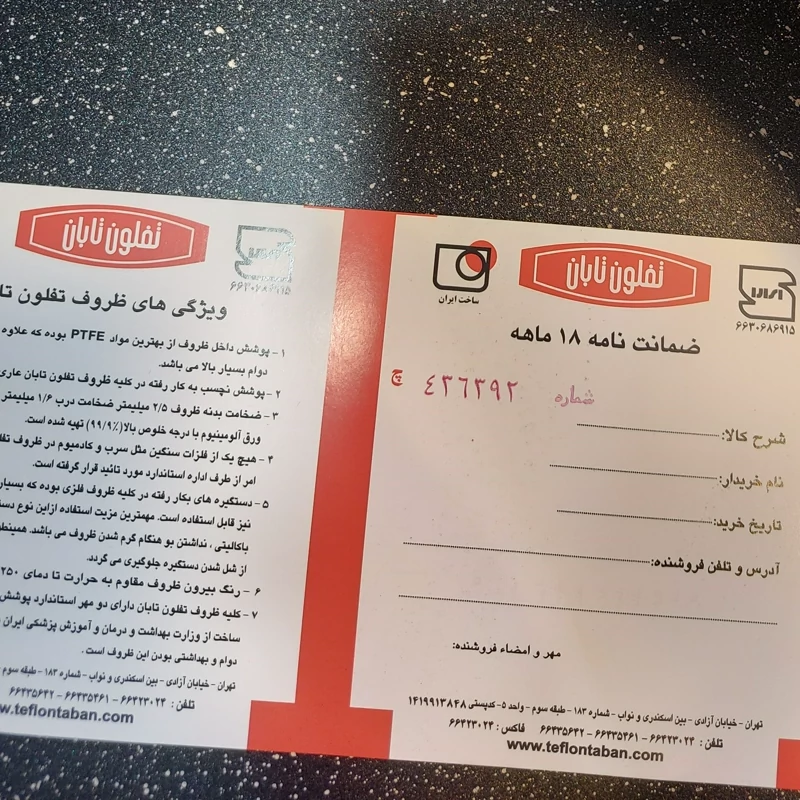 تفلون تابان
۶۶۳۰۶۸۶۹۱۵
ساخت ایران
ضمانت نامه ۱۸ ماهه
شماره ٤٣٦٣٩٢ ج
شرح کالا:
نام خریدار:
تاریخ خرید:
آدرس و تلفن فروشنده:
مهر و امضاء فروشنده:
تهران - خیابان آزادی - بین اسکندری و نواب - شماره ۱۸۳ - طبقه سوم - واحد ۵- کدپستی ۱۴۱۹۹۱۳۸۴۸
تلفن: ۶۶۴۲۳۰۲۴ - ۶۶۴۳۵۴۶۱ - ۶۶۴۳۵۶۴۲ فاکس: ۶۶۴۲۳۰۲۴
www.teflontaban.com
تفلون تابان
۶۶۳۰۶۸۶۹۱۵
ویژگی های ظروف تفلون تا
۱- پوشش داخل ظروف از بهترین مواد PTFE بوده که علاوه
دوام بسیار بالا می باشد.
۲- پوشش نچسب به کار رفته در کلیه ظروف تفلون تابان عاری
۳- ضخامت بدنه ظروف ۲/۵ میلیمتر ضخامت درب ۱/۶ میلیمتر
ورق آلومینیوم با درجه خلوص بالا(۹۹/۹٪) تهیه شده است.
۴- هیچ یک از فلزات سنگین مثل سرب و کادمیوم در ظروف
امر از طرف اداره استاندارد مورد تائید قرار گرفته است.
۵- دستگیره های بکار رفته در کلیه ظروف فلزی بوده که بسیار
نیز قابل استفاده است. مهمترین مزیت استفاده ازاین نوع
باکالیتی، نداشتن بو هنگام گرم شدن ظروف می باشد. همینطو
از شل شدن دستگیره جلوگیری می گردد.
۶- رنگ بیرون ظروف مقاوم به حرارت تا دمای ۲۵۰
۷- کلیه ظروف تفلون تابان دارای دو مهر استاندارد پوشش
ساخت از وزارت بهداشت و درمان و آموزش پزشکی ایران
دوام و بهداشتی بودن این ظروف است.
تهران - خیابان آزادی - بین اسکندری و نواب - شماره ۱۸۳ - طبقه سوم
تلفن: ۶۶۴۲۳۰۲۴ - ۶۶۴۳۵۴۶۱ - ۶۶۴۳۵۶۴۲
w.teflontaban.com